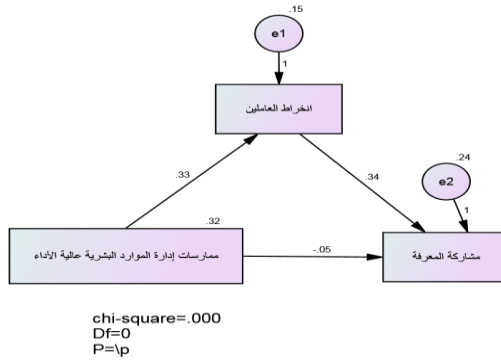 .15
e1
1
انخراط العاملين
.33
.34
.24
e2
1
.32
ممارسات إدارة الموارد البشرية عالية الأداء
-.05
مشاركة المعرفة
chi-square=.000
Df=0
P=\p